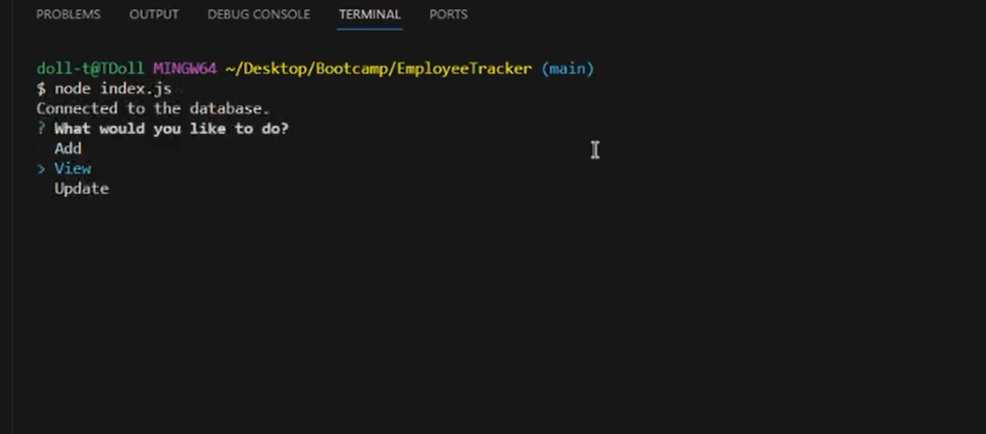 PROBLEMS OUTPUT DEBUG CONSOLE TERMINAL PORTS
doll-t@TDoll MINGW64 ~/Desktop/Bootcamp/EmployeeTracker (main)
$ node index.js
Connected to the database.
? What would you like to do?
Add
> View
Update